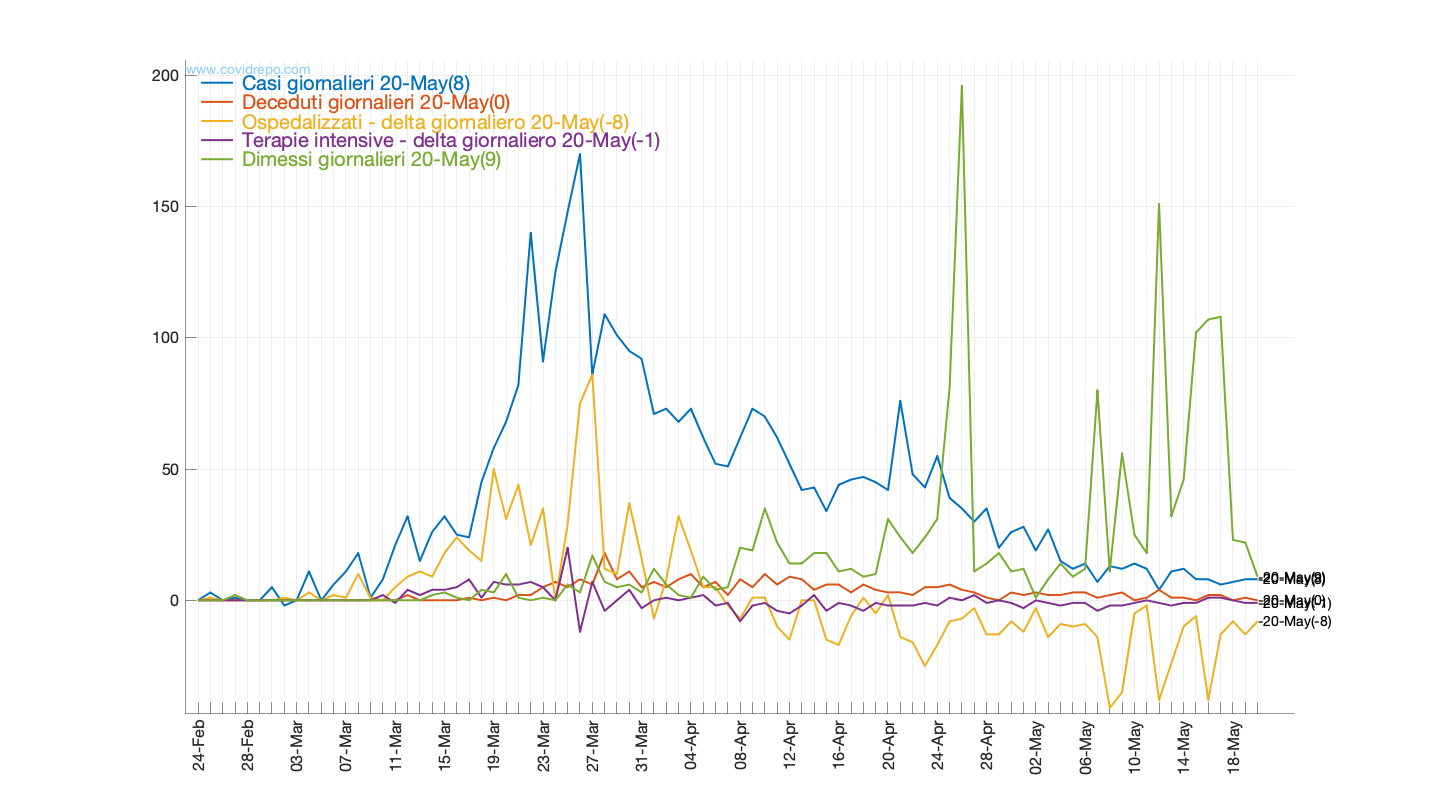 www.covidrepo.com
Casi giornalieri 20-May(8)
Deceduti giornalieri 20-May(0)
Ospedalizzati - delta giornaliero 20-May(-8)
Terapie intensive - delta giornaliero 20-May(-1)
Dimessi giornalieri 20-May(9)
200
150
100
50
0
20-May(-8)
24-Feb
28-Feb
03-Mar
07-Mar
11-Mar
15-Mar
19-Mar
23-Mar
27-Mar
31-Mar
04-Apr
08-Apr
12-Apr
16-Apr
20-Apr
24-Apr
28-Apr
02-May
06-May
10-May
14-May
18-May